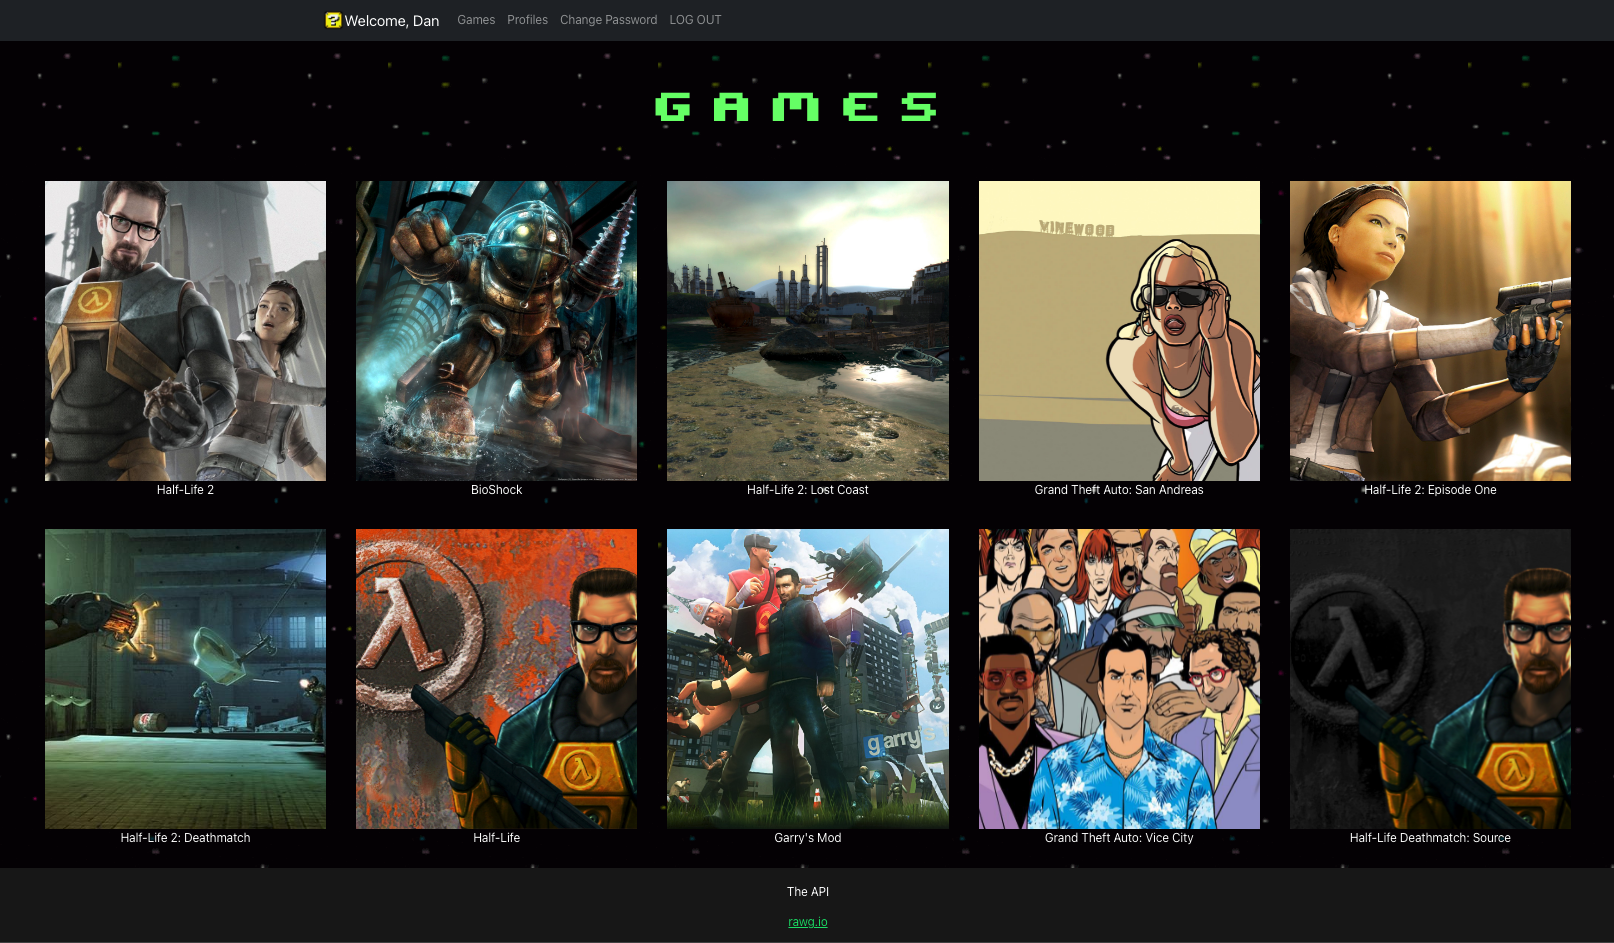 Welcome, Dan Games Profiles Change Password LOG OUT
GAMES
VINEWOOD
Half-Life 2
BioShock
Half-Life 2: Lost Coast
Grand Theft Auto: San Andreas
Half-Life 2: Episode One
garry's
Half-Life 2: Deathmatch
Half-Life
Garry's Mod
Grand Theft Auto: Vice City
Half-Life Deathmatch: Source
The API
rawg.io